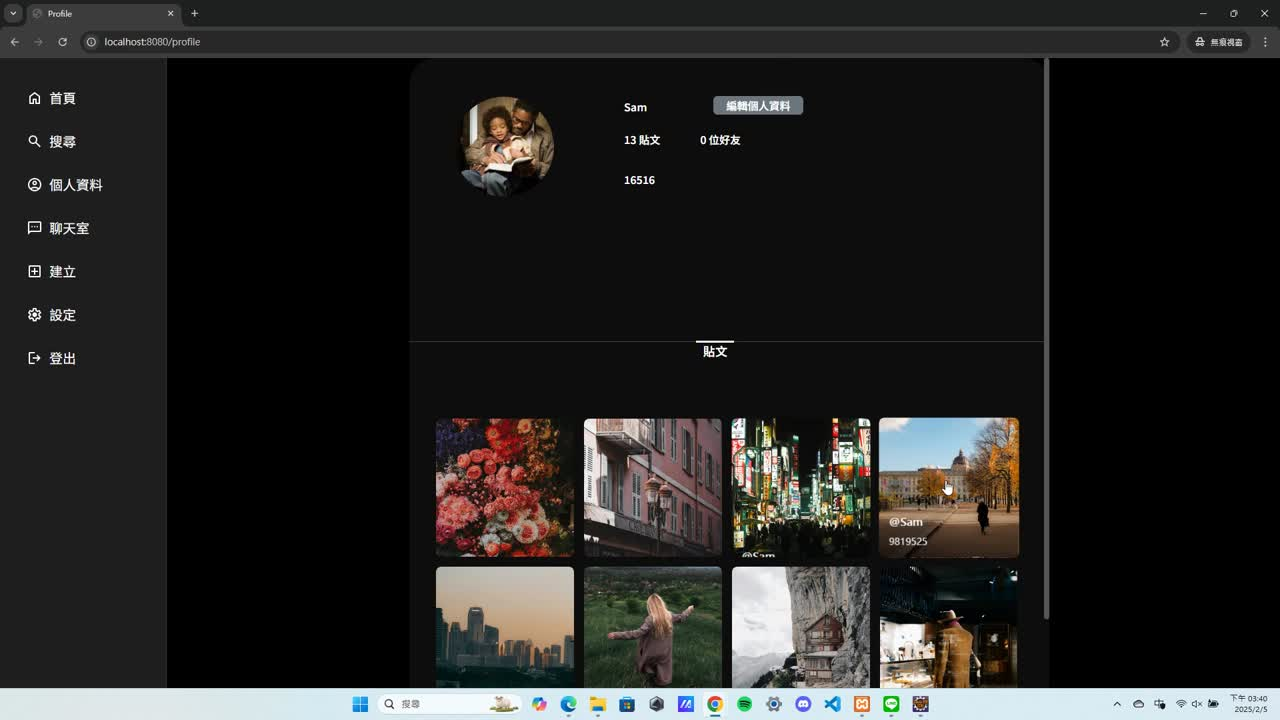 Profile
localhost:8080/profile
無痕視窗
首頁
搜尋
個人資料
聊天室
建立
設定
登出
Sam
編輯個人資料
13 貼文
0 位好友
16516
貼文
@Sam
@Sam
9819525
搜尋
下午 03:40
2025/2/5